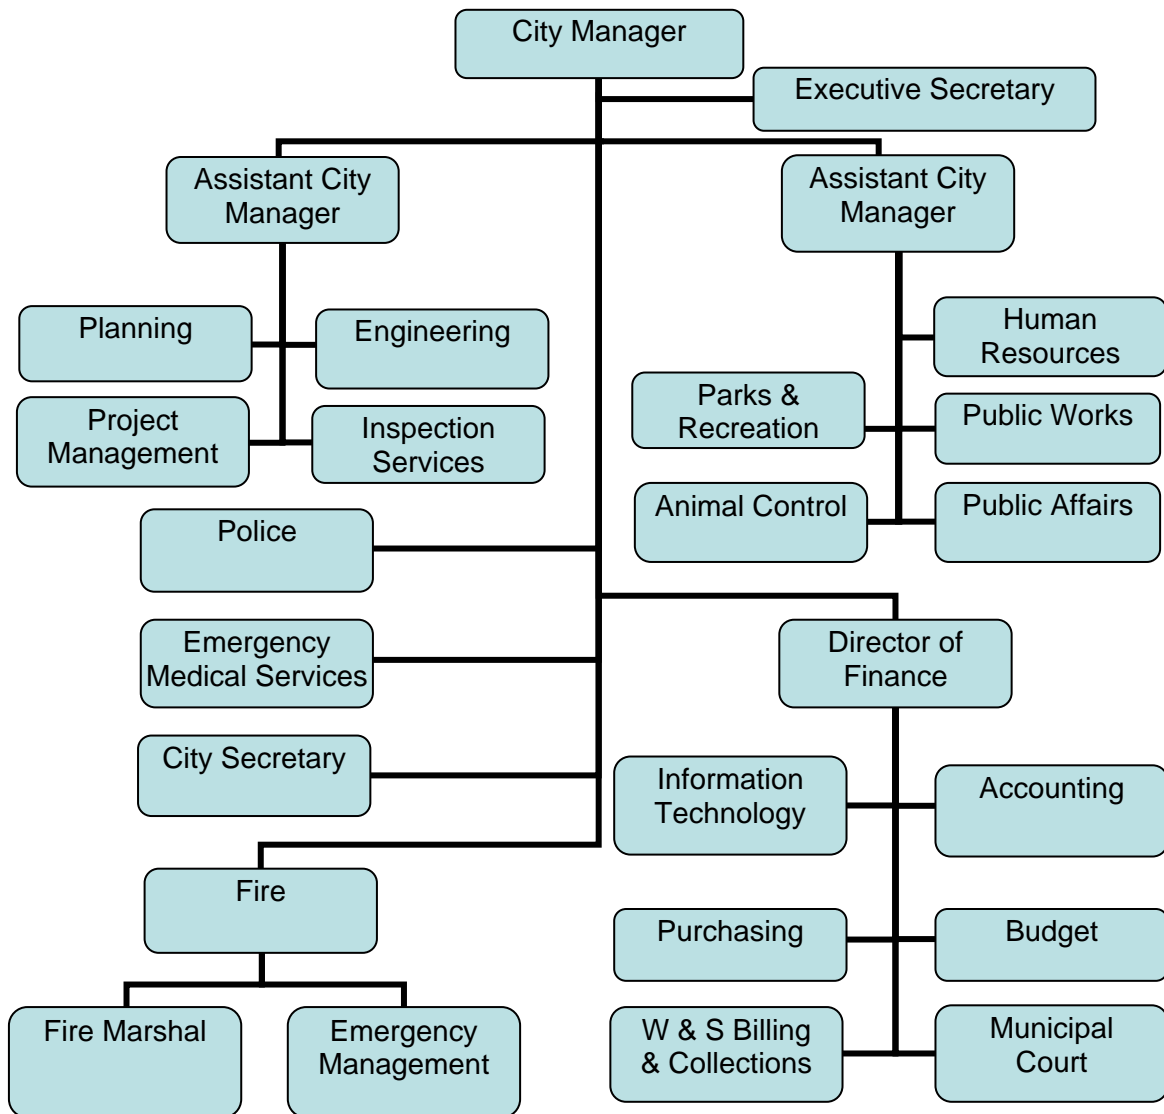 City Manager
Executive Secretary
Assistant City
Manager
Assistant City
Manager
Planning
Engineering
Project
Management
Inspection
Services
Human
Resources
Parks &
Recreation
Public Works
Animal Control
Public Affairs
Police
Emergency
Medical Services
City Secretary
Director of
Finance
Information
Technology
Accounting
Purchasing
Budget
W & S Billing
& Collections
Municipal
Court
Fire
Fire Marshal
Emergency
Management